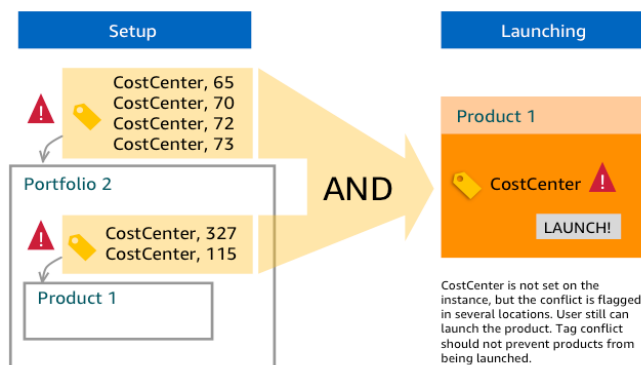 Setup
CostCenter, 65
CostCenter, 70
CostCenter, 72
CostCenter, 73
Portfolio 2
CostCenter, 327
CostCenter, 115
Product 1
AND
Launching
Product 1
CostCenter
LAUNCH!
CostCenter is not set on the
instance, but the conflict is flagged
in several locations. User still can
launch the product. Tag conflict
should not prevent products from
being launched.